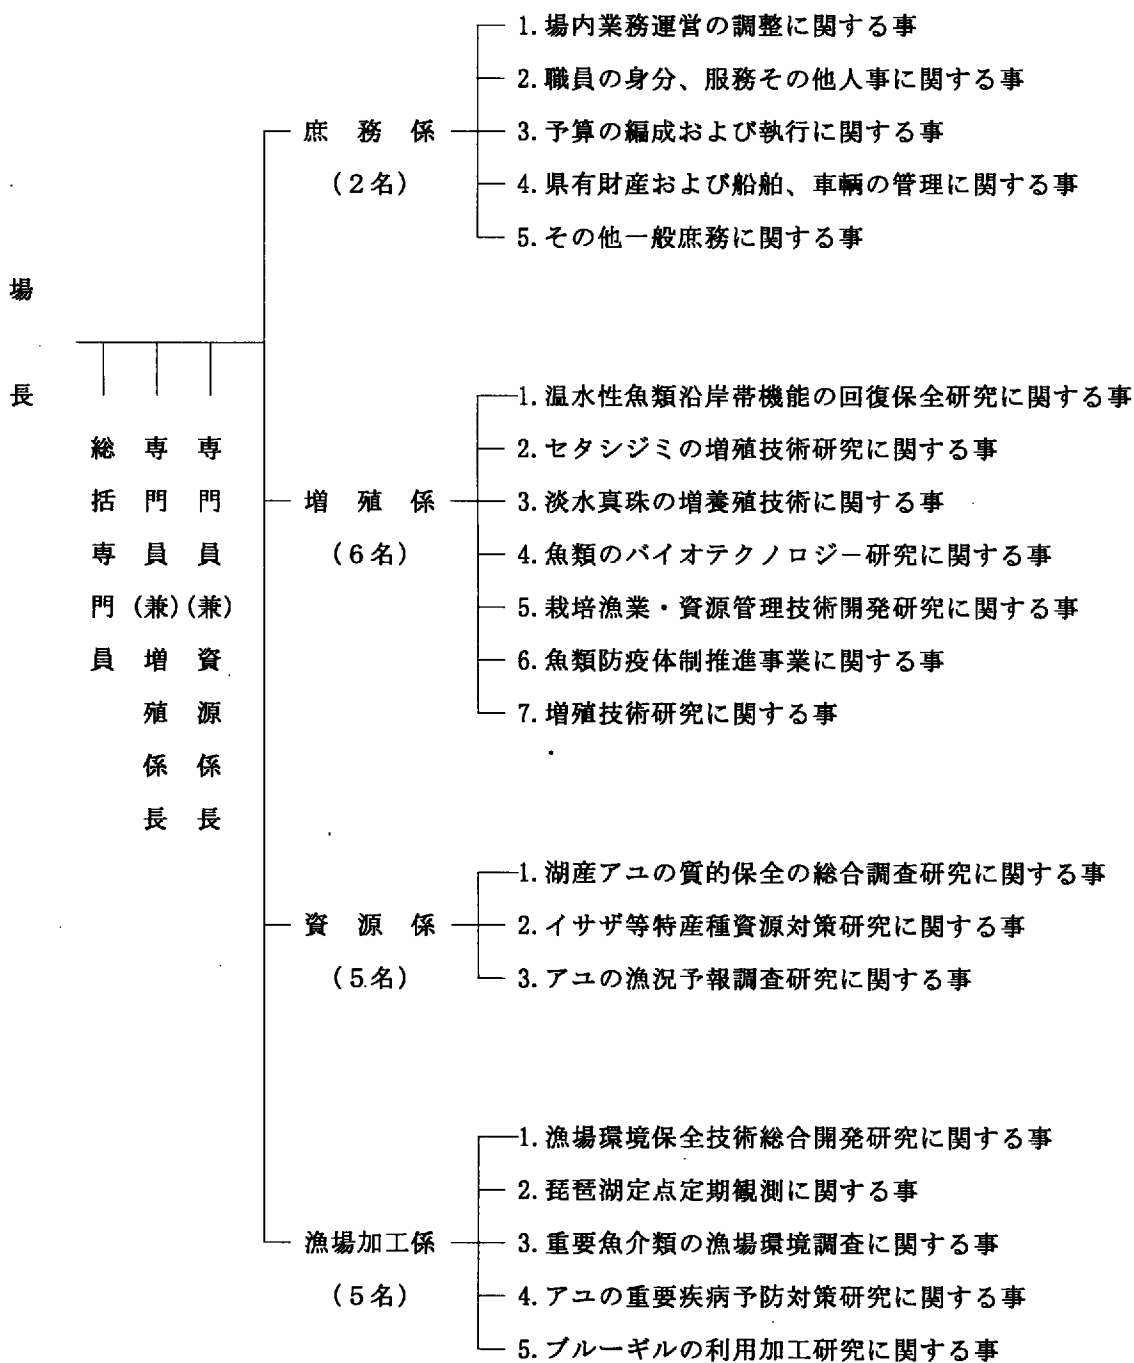 場長
総括専門員
専門員(兼)増殖係長
専門員(兼)資源係長
庶務係
(2名)
1.場内業務運営の調整に関する事
2.職員の身分、服務その他人事に関する事
3.予算の編成および執行に関する事
4.県有財産および船舶、車輌の管理に関する事
5.その他一般庶務に関する事
増殖係
(6名)
1.温水性魚類沿岸帯機能の回復保全研究に関する事
2.セタシジミの増殖技術研究に関する事
3.淡水真珠の増養殖技術に関する事
4.魚類のバイオテクノロジー研究に関する事
5.栽培漁業・資源管理技術開発研究に関する事
6.魚類防疫体制推進事業に関する事
7.増殖技術研究に関する事
資源係
(5名)
1.湖産アユの質的保全の総合調査研究に関する事
2.イサザ等特産種資源対策研究に関する事
3.アユの漁況予報調査研究に関する事
漁場加工係
(5名)
1.漁場環境保全技術総合開発研究に関する事
2.琵琶湖定点定期観測に関する事
3.重要魚介類の漁場環境調査に関する事
4.アユの重要疾病予防対策研究に関する事
5.ブルーギルの利用加工研究に関する事